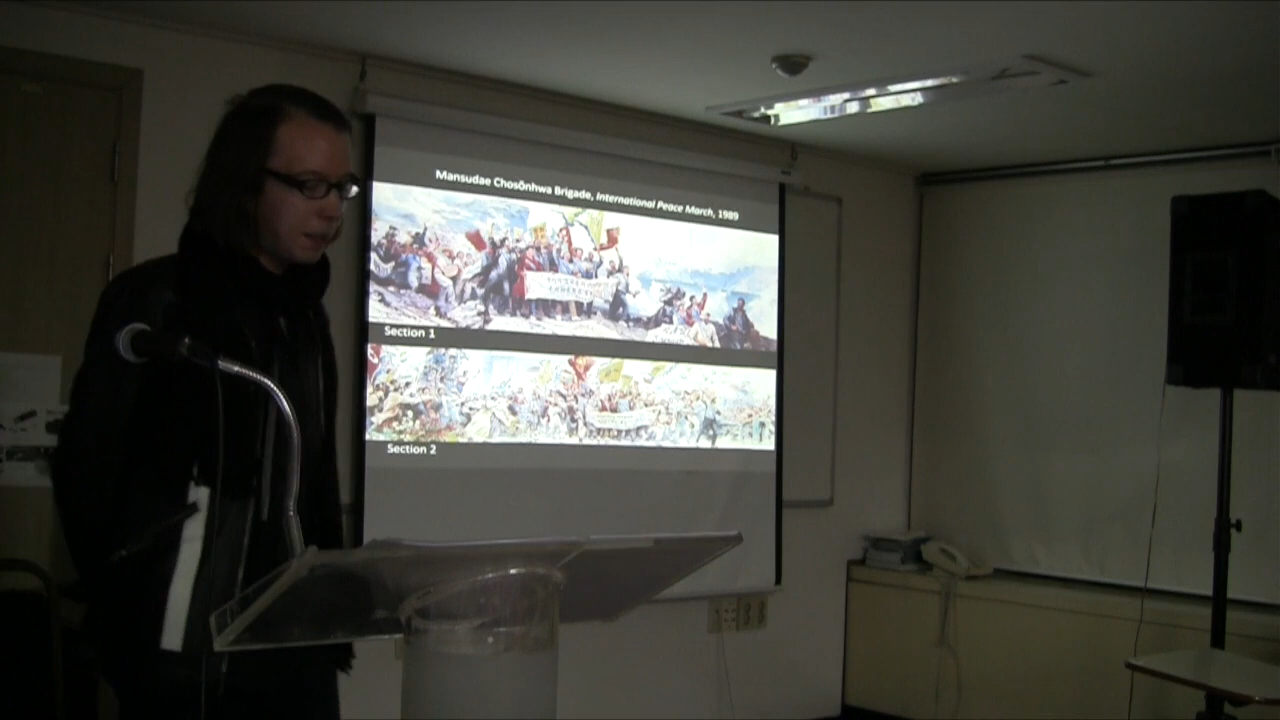 Mansudae Chosŏnhwa Brigade, International Peace March, 1989
Section 1
Section 2